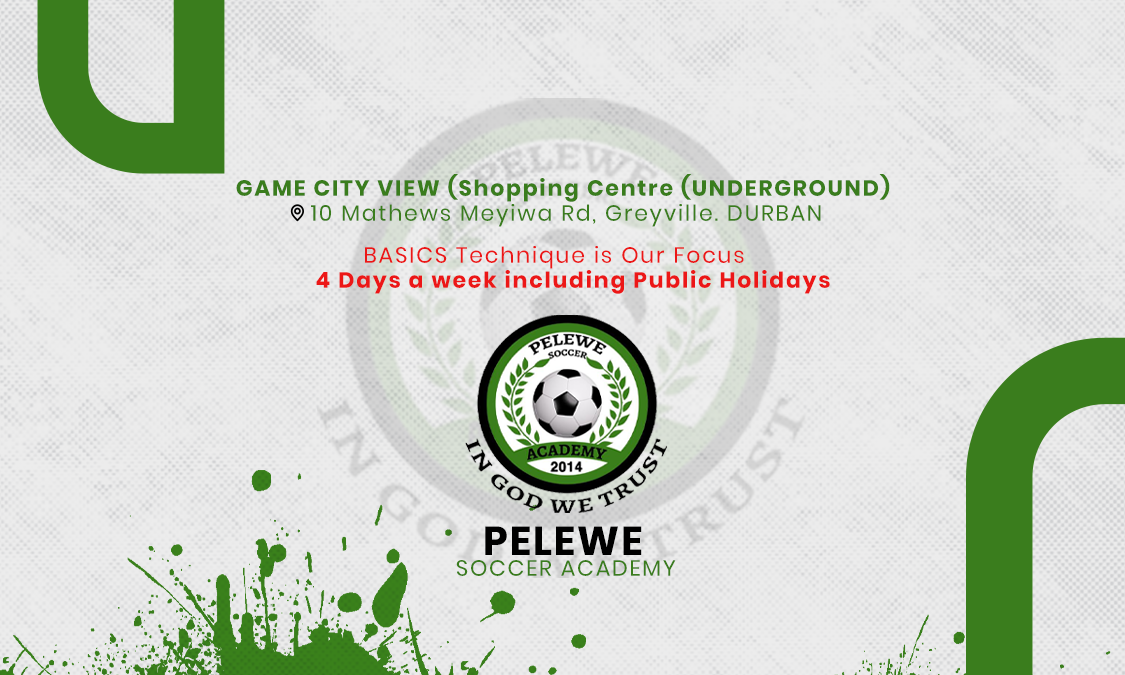 GAME CITY VIEW (Shopping Centre (UNDERGROUND)
10 Mathews Meyiwa Rd, Greyville. DURBAN
BASICS Technique is Our Focus
4 Days a week including Public Holidays
PELEWE
SOCCER
ACADEMY
2014
IN GOD WE TRUST
PELEWE
SOCCER ACADEMY